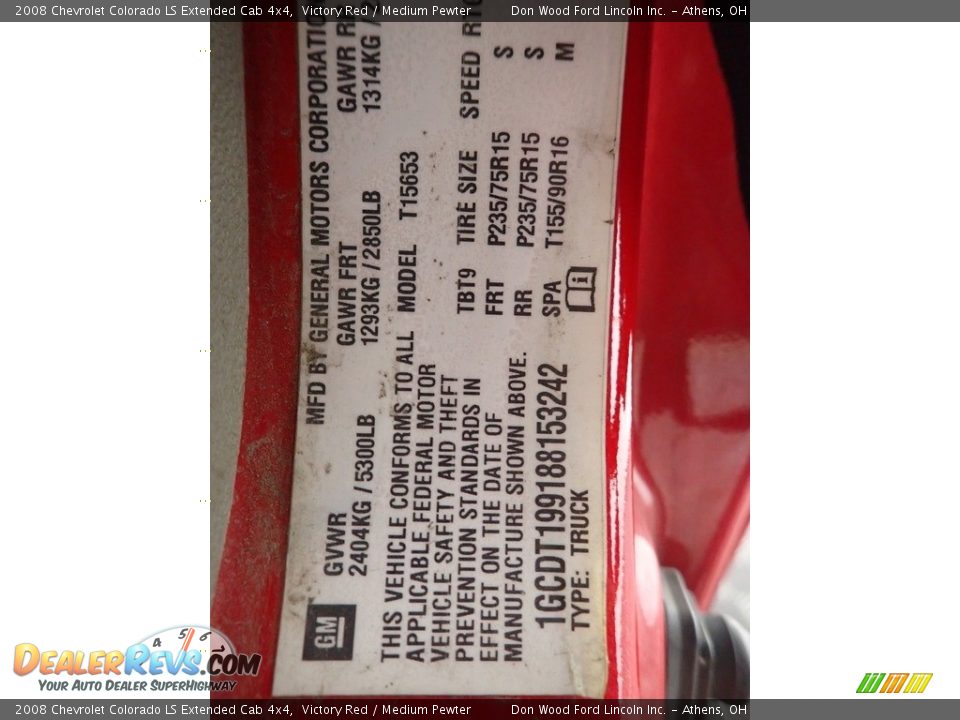 2008 Chevrolet Colorado LS Extended Cab 4x4, Victory Red / Medium Pewter Don Wood Ford Lincoln Inc. - Athens, OH
MFD BY GENERAL MOTORS CORPORATIO
GVWR GAWR FRT GAWR
2404KG / 5300LB 1293KG / 2850LB 1314KG
THIS VEHICLE CONFORMS TO ALL MODEL T15653
APPLICABLE FEDERAL MOTOR
VEHICLE SAFETY AND THEFT
PREVENTION STANDARDS IN
EFFECT ON THE DATE OF
MANUFACTURE SHOWN ABOVE.
TBT9 TIRE SIZE SPEED
FRT P235/75R15 S
RR P235/75R15 S
SPA T155/90R16 M
1GCDT199188153242
TYPE: TRUCK
GM
4 5 6
DEALERREVS.COM
YOUR AUTO DEALER SUPERHIGHWAY
2008 Chevrolet Colorado LS Extended Cab 4x4, Victory Red / Medium Pewter Don Wood Ford Lincoln Inc. - Athens, OH